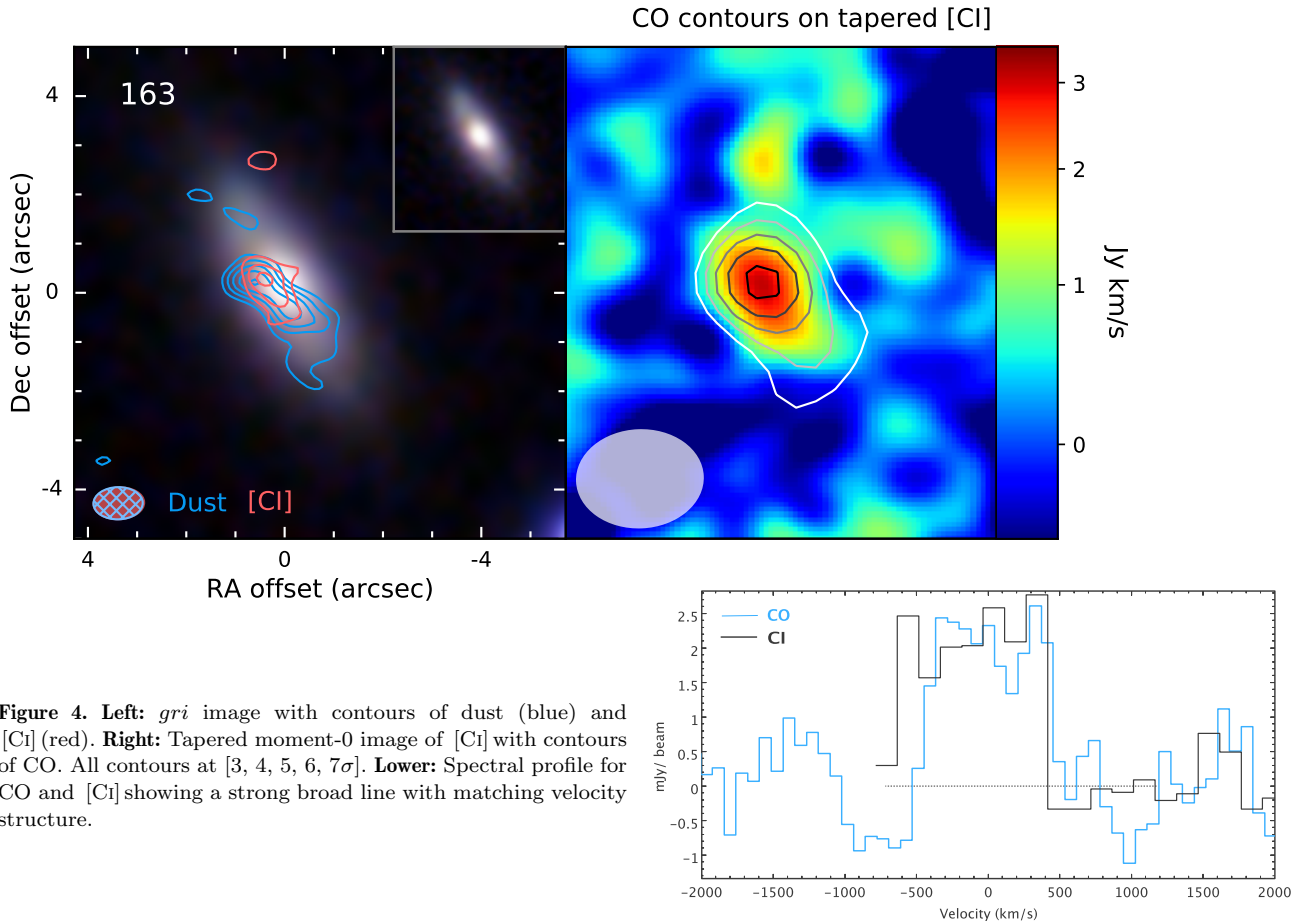 CO contours on tapered [CI]
163
4
0
-4
Dec offset (arcsec)
Dust [CI]
4 0 -4
RA offset (arcsec)
3
2
1
0
Jy km/s
CO
CI
2.5
2
1.5
1
0.5
0
−0.5
−1
mJy/ beam
−2000 −1500 −1000 −500 0 500 1000 1500 2000
Velocity (km/s)
Figure 4. Left: gri image with contours of dust (blue) and
[CI] (red). Right: Tapered moment-0 image of [CI] with contours
of CO. All contours at [3, 4, 5, 6, 7σ]. Lower: Spectral profile for
CO and [CI] showing a strong broad line with matching velocity
structure.